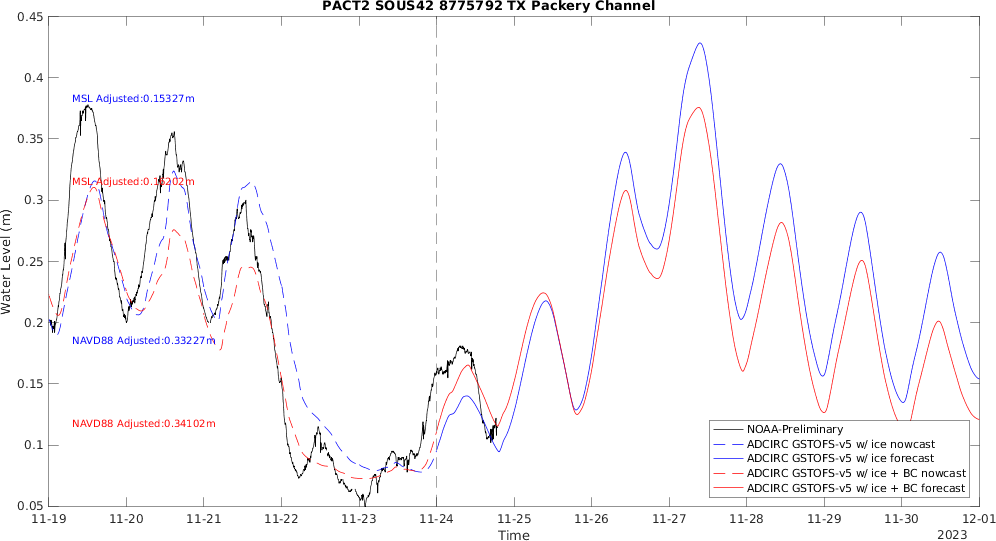 PACT2 SOUS42 8775792 TX Packery Channel
Water Level (m)
0.45
0.4
0.35
0.3
0.25
0.2
0.15
0.1
0.05
MSL Adjusted:0.15327m
MSL Adjusted:0.16202m
NAVD88 Adjusted:0.33227m
NAVD88 Adjusted:0.34102m
NOAA-Preliminary
ADCIRC GSTOFS-v5 w/ ice nowcast
ADCIRC GSTOFS-v5 w/ ice forecast
ADCIRC GSTOFS-v5 w/ ice + BC nowcast
ADCIRC GSTOFS-v5 w/ ice + BC forecast
11-19 11-20 11-21 11-22 11-23 11-24 11-25 11-26 11-27 11-28 11-29 11-30 12-01
Time
2023